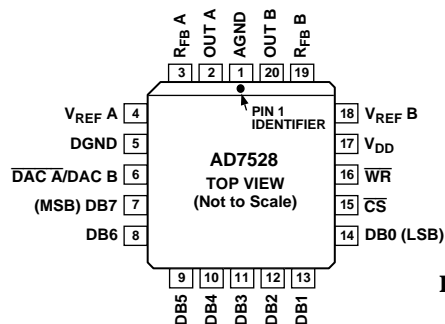 RFB A
OUT A
AGND
OUT B
RFB B
3 2 1 20 19
PIN 1
IDENTIFIER
VREF A 4
DGND 5
DAC A/DAC B 6
(MSB) DB7 7
DB6 8
AD7528
TOP VIEW
(Not to Scale)
18 VREF B
17 VDD
16 WR
15 CS
14 DB0 (LSB)
9 10 11 12 13
DB5
DB4
DB3
DB2
DB1